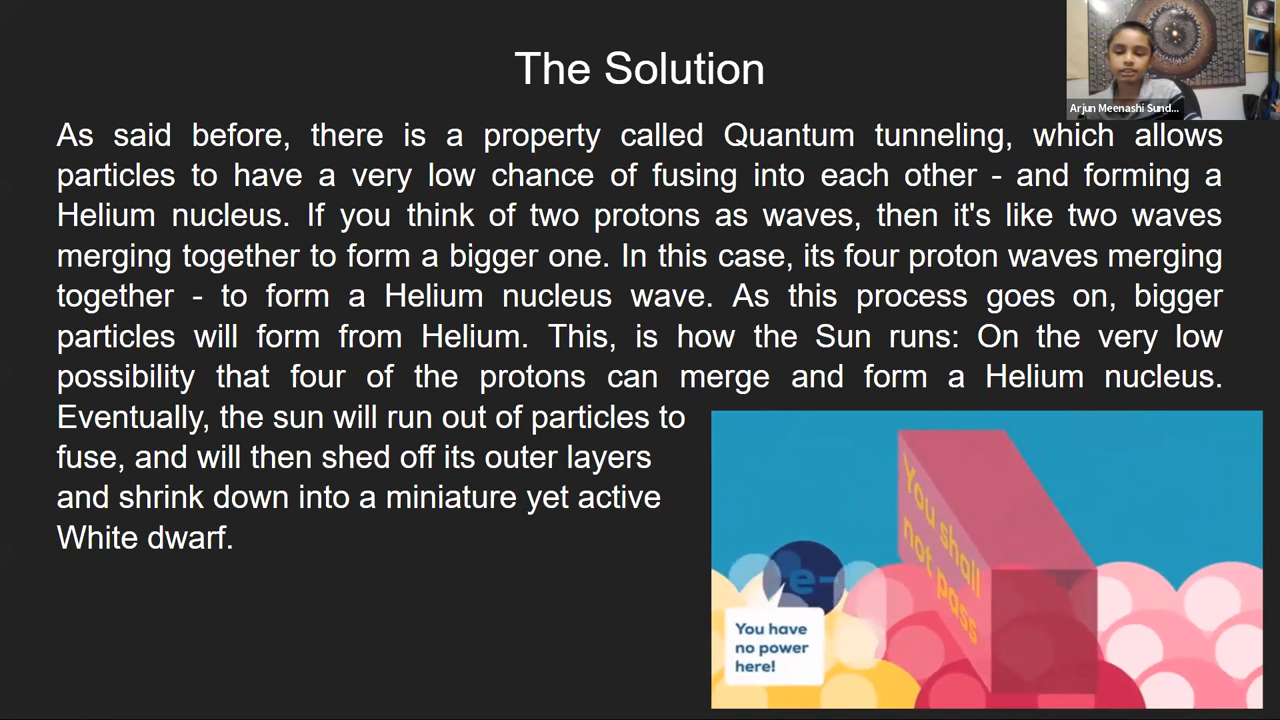 The Solution
Arjun Meenashi Sund...
As said before, there is a property called Quantum tunneling, which allows
particles to have a very low chance of fusing into each other - and forming a
Helium nucleus. If you think of two protons as waves, then it's like two waves
merging together to form a bigger one. In this case, its four proton waves merging
together - to form a Helium nucleus wave. As this process goes on, bigger
particles will form from Helium. This, is how the Sun runs: On the very low
possibility that four of the protons can merge and form a Helium nucleus.
Eventually, the sun will run out of particles to
fuse, and will then shed off its outer layers
and shrink down into a miniature yet active
White dwarf.
You shall
not pass
e-
You have
no power
here!